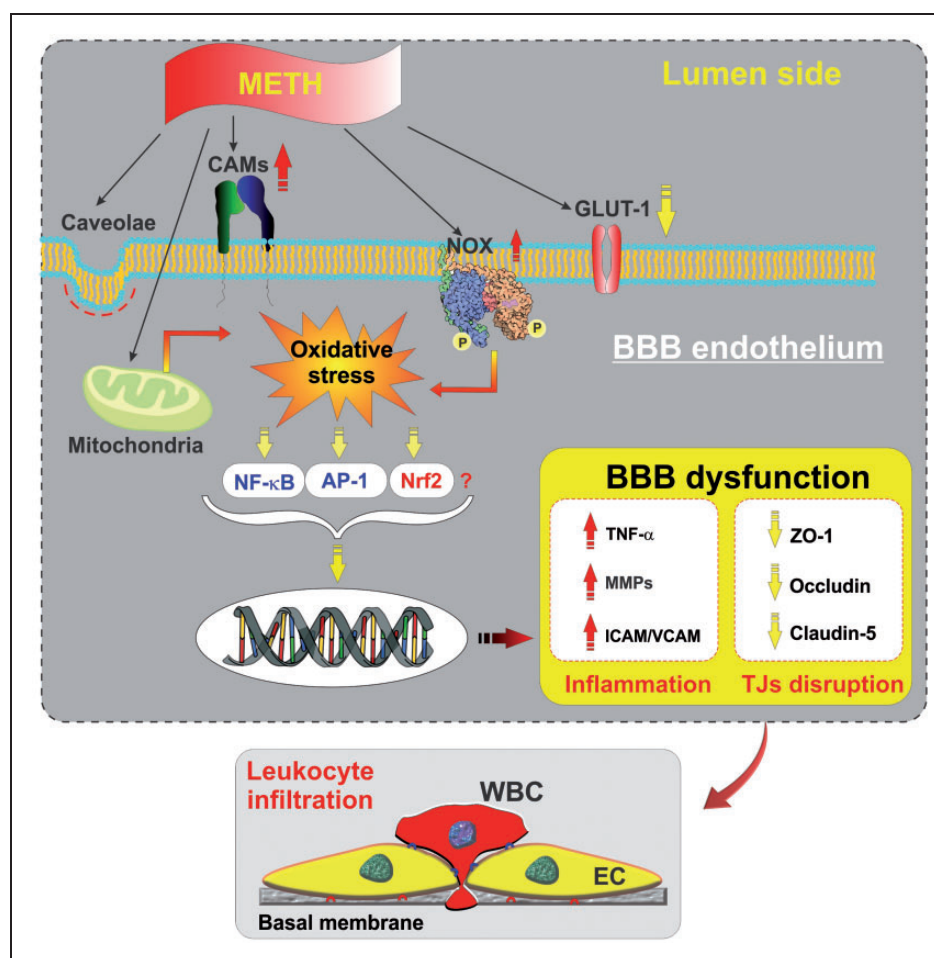 METH
Lumen side
CAMs
Caveolae
GLUT-1
NOX
P
P
BBB endothelium
Oxidative
stress
Mitochondria
NF-κB
AP-1
Nrf2
?
BBB dysfunction
TNF-α
MMPs
ICAM/VCAM
Inflammation
ZO-1
Occludin
Claudin-5
TJs disruption
Leukocyte
infiltration
WBC
EC
Basal membrane